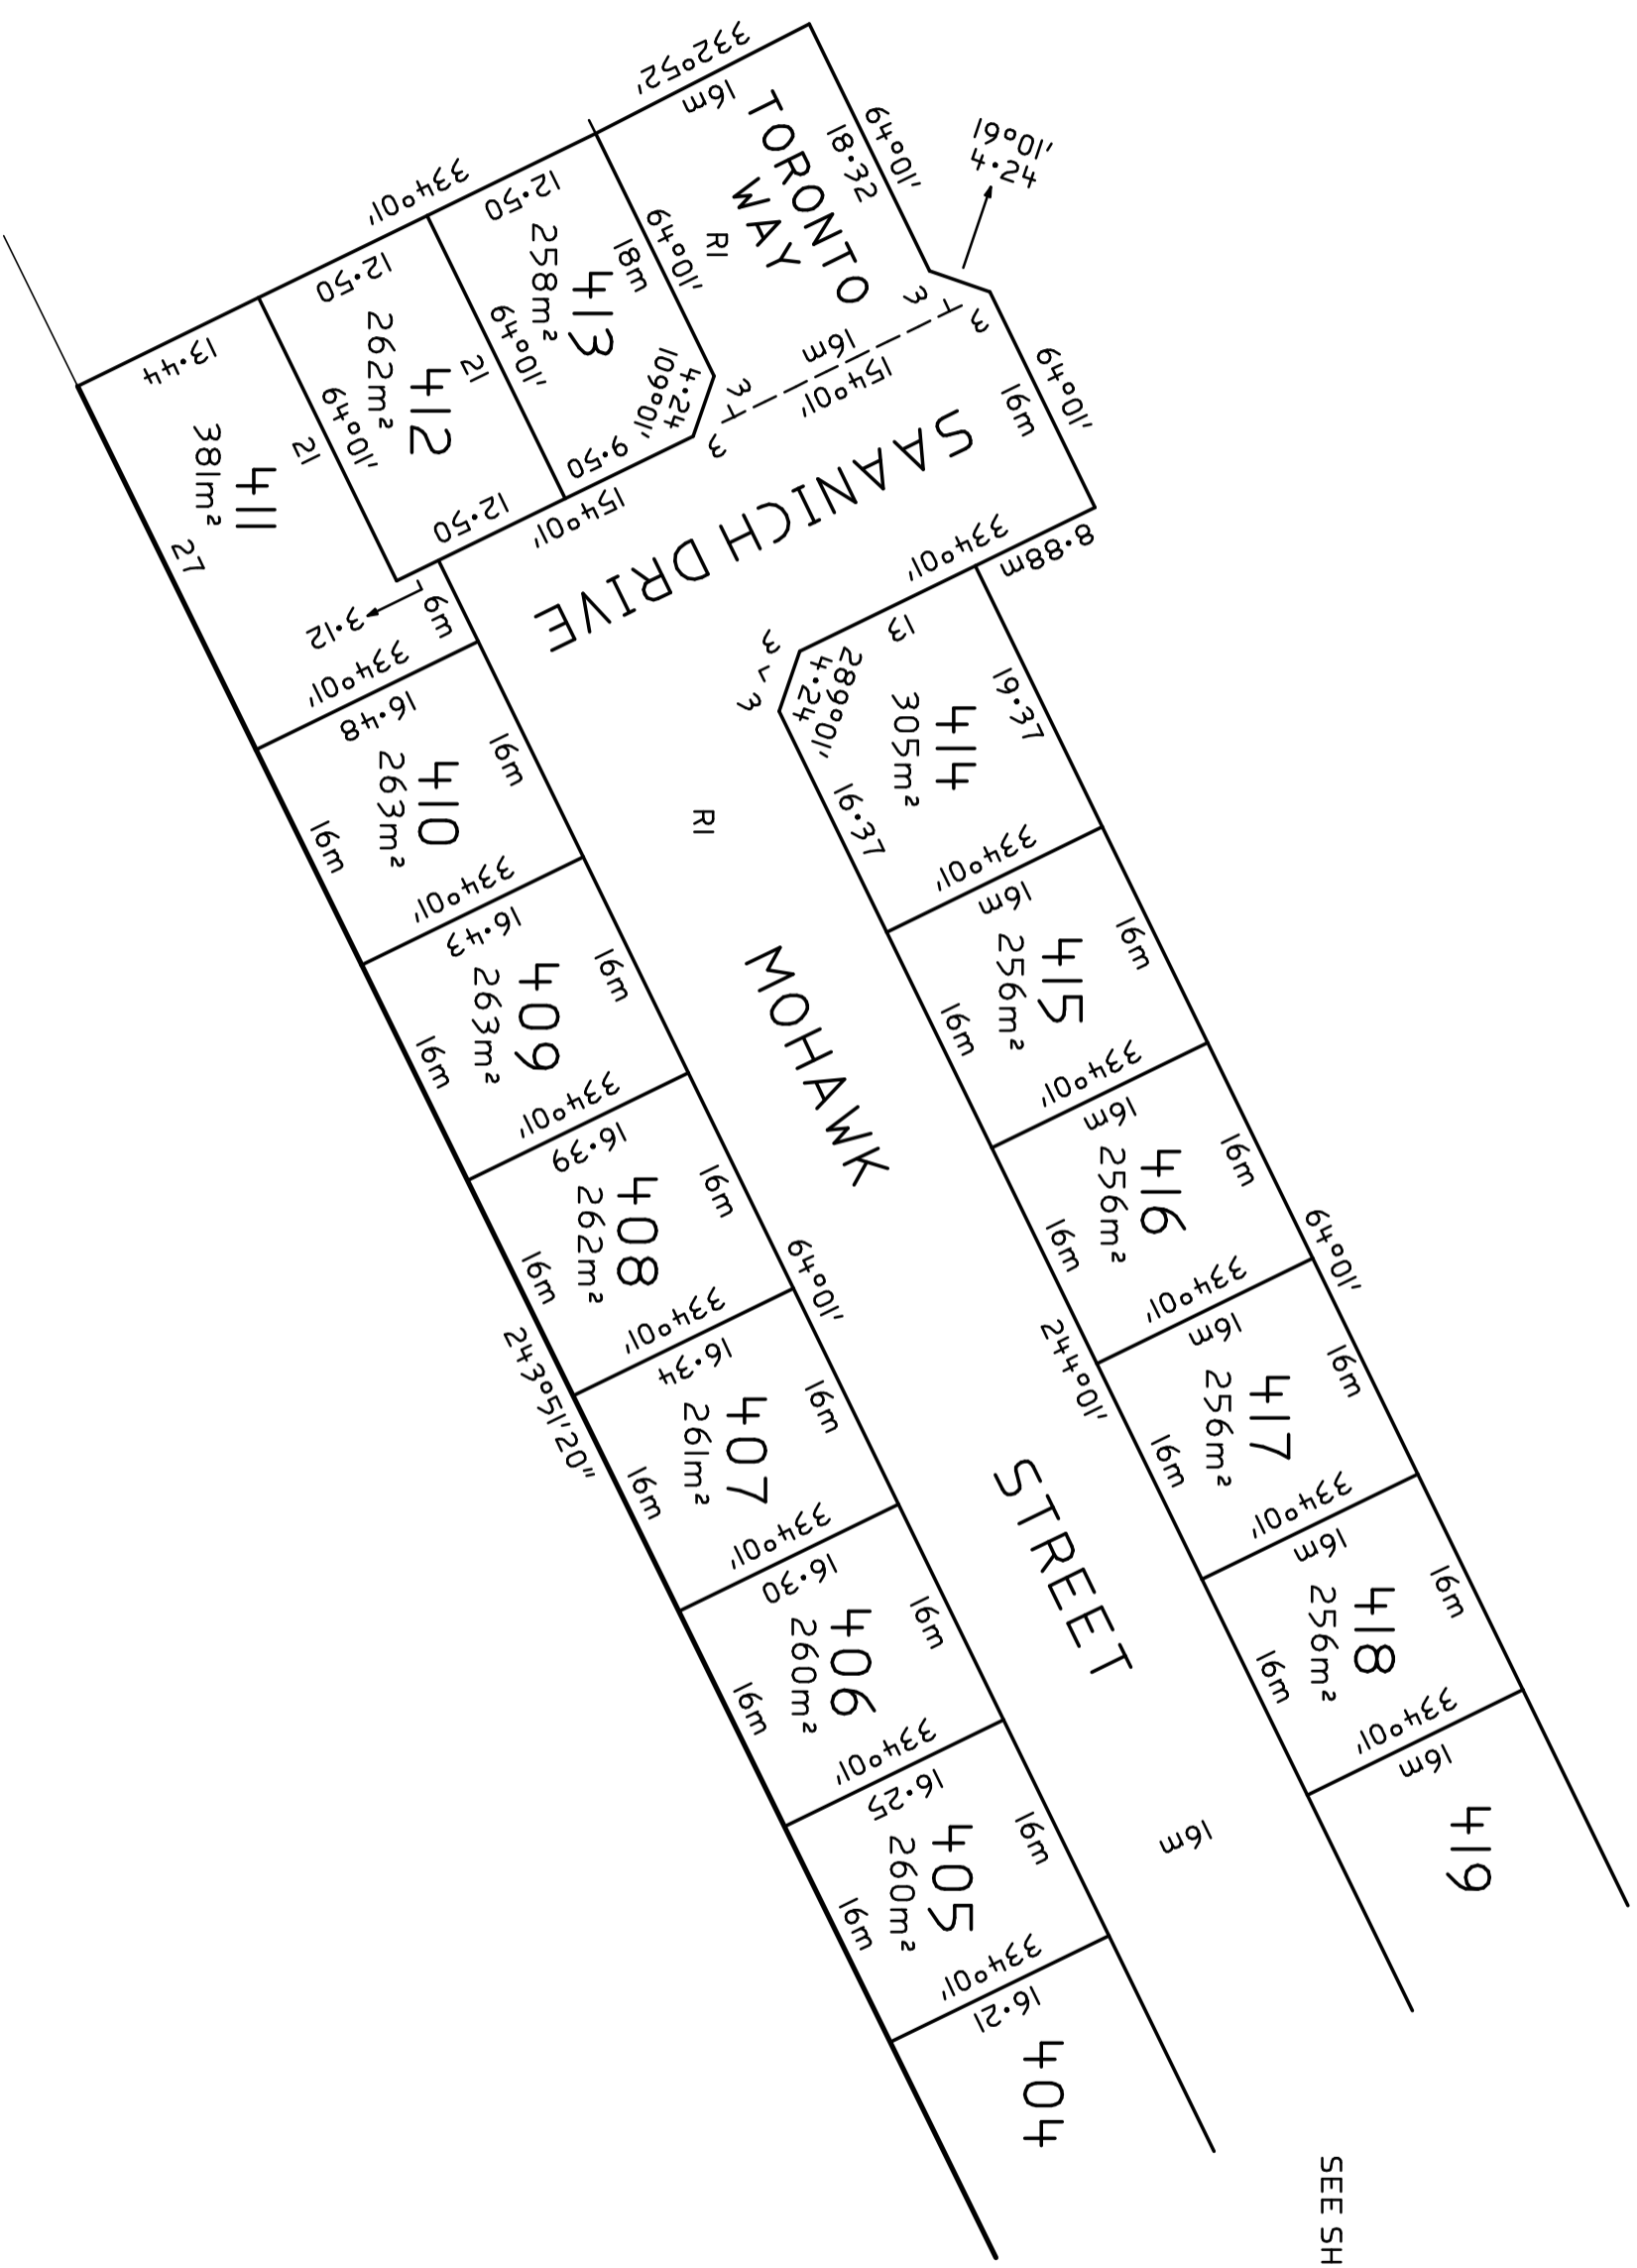 332°52'
16m
TORONTO
WAY
R1
18·32
64°01'
19°01'
4·24
64°01'
16m
3
3
16m
154°01'
3
3
SAANICH DRIVE
334°01'
8·88m
334°01'
12·50
413
258m²
18m
64°01'
64°01'
4·24
109°01'
9·50
154°01'
12·50
412
262m²
21
64°01'
12·50
13·44
411
381m²
21
27
6m
3·12
334°01'
16·48
410
263m²
16m
16m
334°01'
16·43
409
263m²
16m
16m
334°01'
16·39
408
262m²
16m
16m
334°01'
64°01'
243°51'20"
16·34
407
261m²
16m
16m
334°01'
16·30
406
260m²
16m
16m
334°01'
16·25
405
260m²
16m
16m
334°01'
16·21
404
R1
MOHAWK
STREET
16m
3
3
13
289°01'
4·24
414
305m²
19·37
16·37
334°01'
16m
415
256m²
16m
16m
334°01'
16m
416
256m²
16m
16m
334°01'
64°01'
244°01'
16m
417
256m²
16m
16m
334°01'
16m
418
256m²
16m
16m
334°01'
16m
419
SEE SH